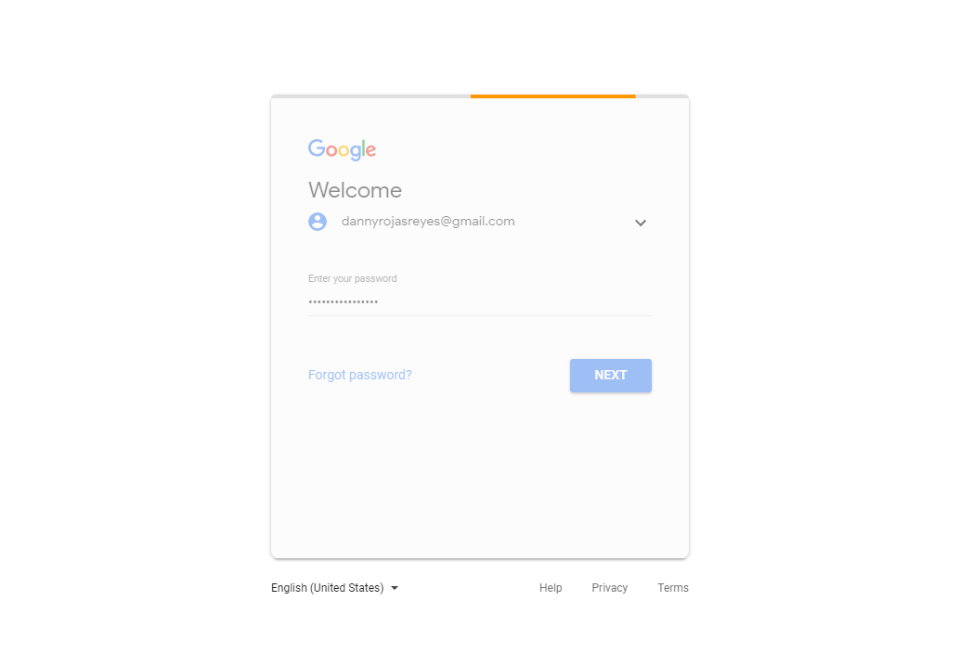 Google
Welcome
dannyrojasreyes@gmail.com
Enter your password
••••••••••••••••
Forgot password?
NEXT
English (United States)
Help Privacy Terms